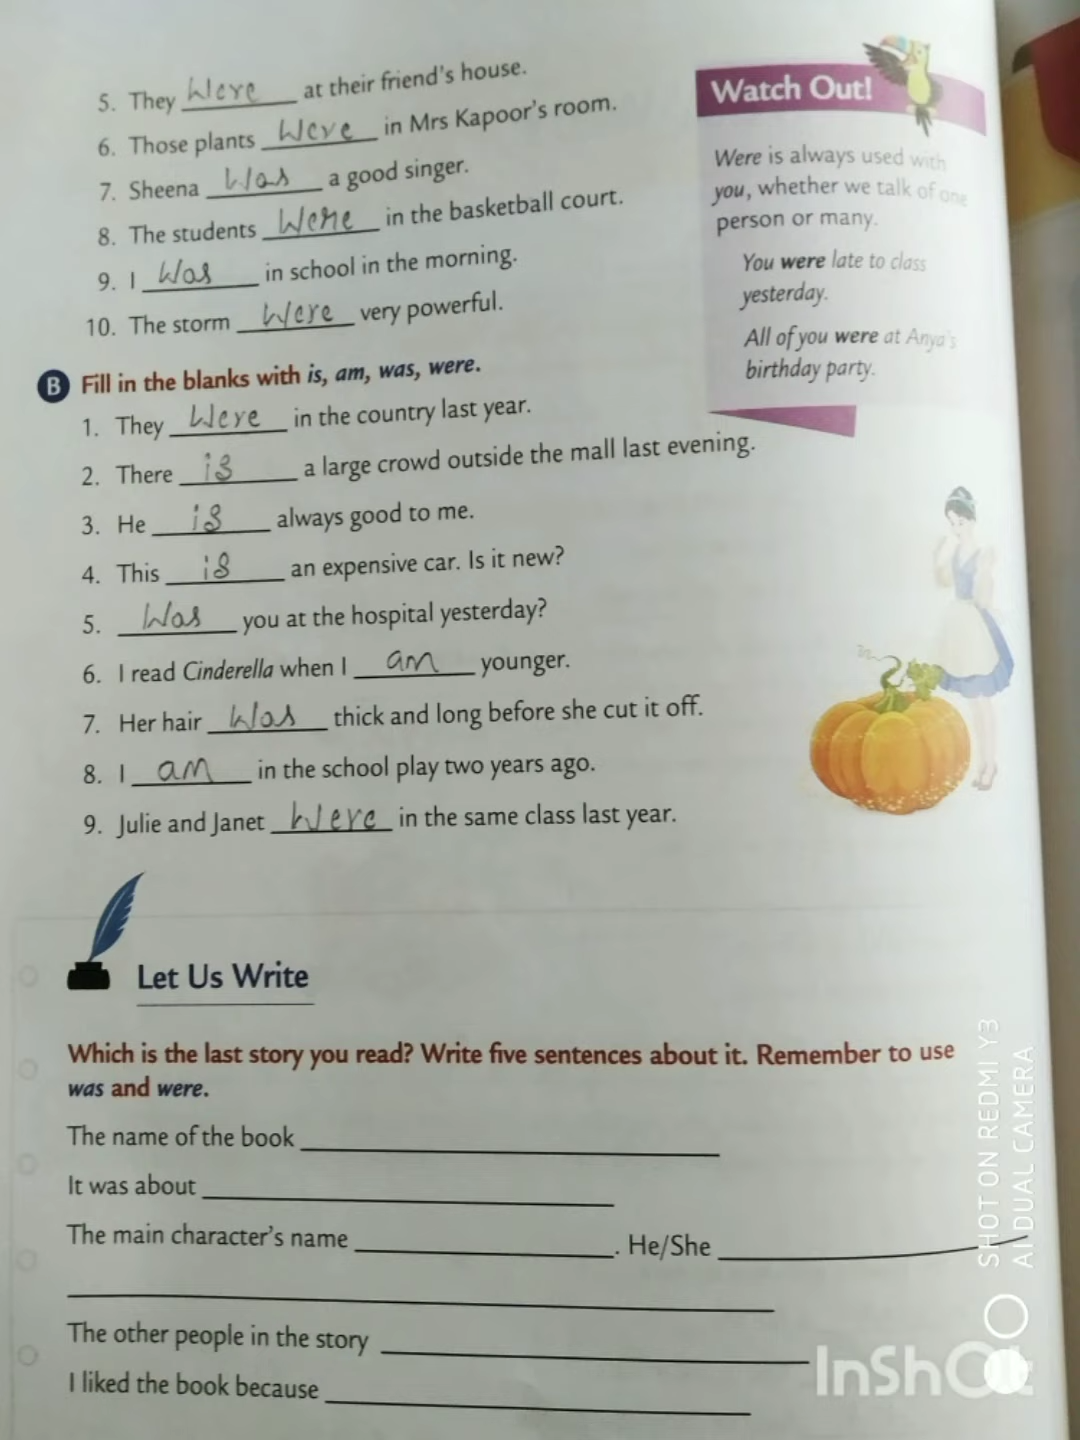 5. They Were at their friend's house.
6. Those plants Were in Mrs Kapoor's room.
7. Sheena Was a good singer.
8. The students Were in the basketball court.
9. I Was in school in the morning.
10. The storm Were very powerful.
Watch Out!
Were is always used with
you, whether we talk of one
person or many.
You were late to class
yesterday.
All of you were at Anya's
birthday party.
B Fill in the blanks with is, am, was, were.
1. They Were in the country last year.
2. There is a large crowd outside the mall last evening.
3. He is always good to me.
4. This is an expensive car. Is it new?
5. Was you at the hospital yesterday?
6. I read Cinderella when I am younger.
7. Her hair Was thick and long before she cut it off.
8. I am in the school play two years ago.
9. Julie and Janet Were in the same class last year.
Let Us Write
Which is the last story you read? Write five sentences about it. Remember to use
was and were.
The name of the book
It was about
The main character's name . He/She
The other people in the story
I liked the book because
SHOT ON REDMI Y3
AI DUAL CAMERA
InShOt